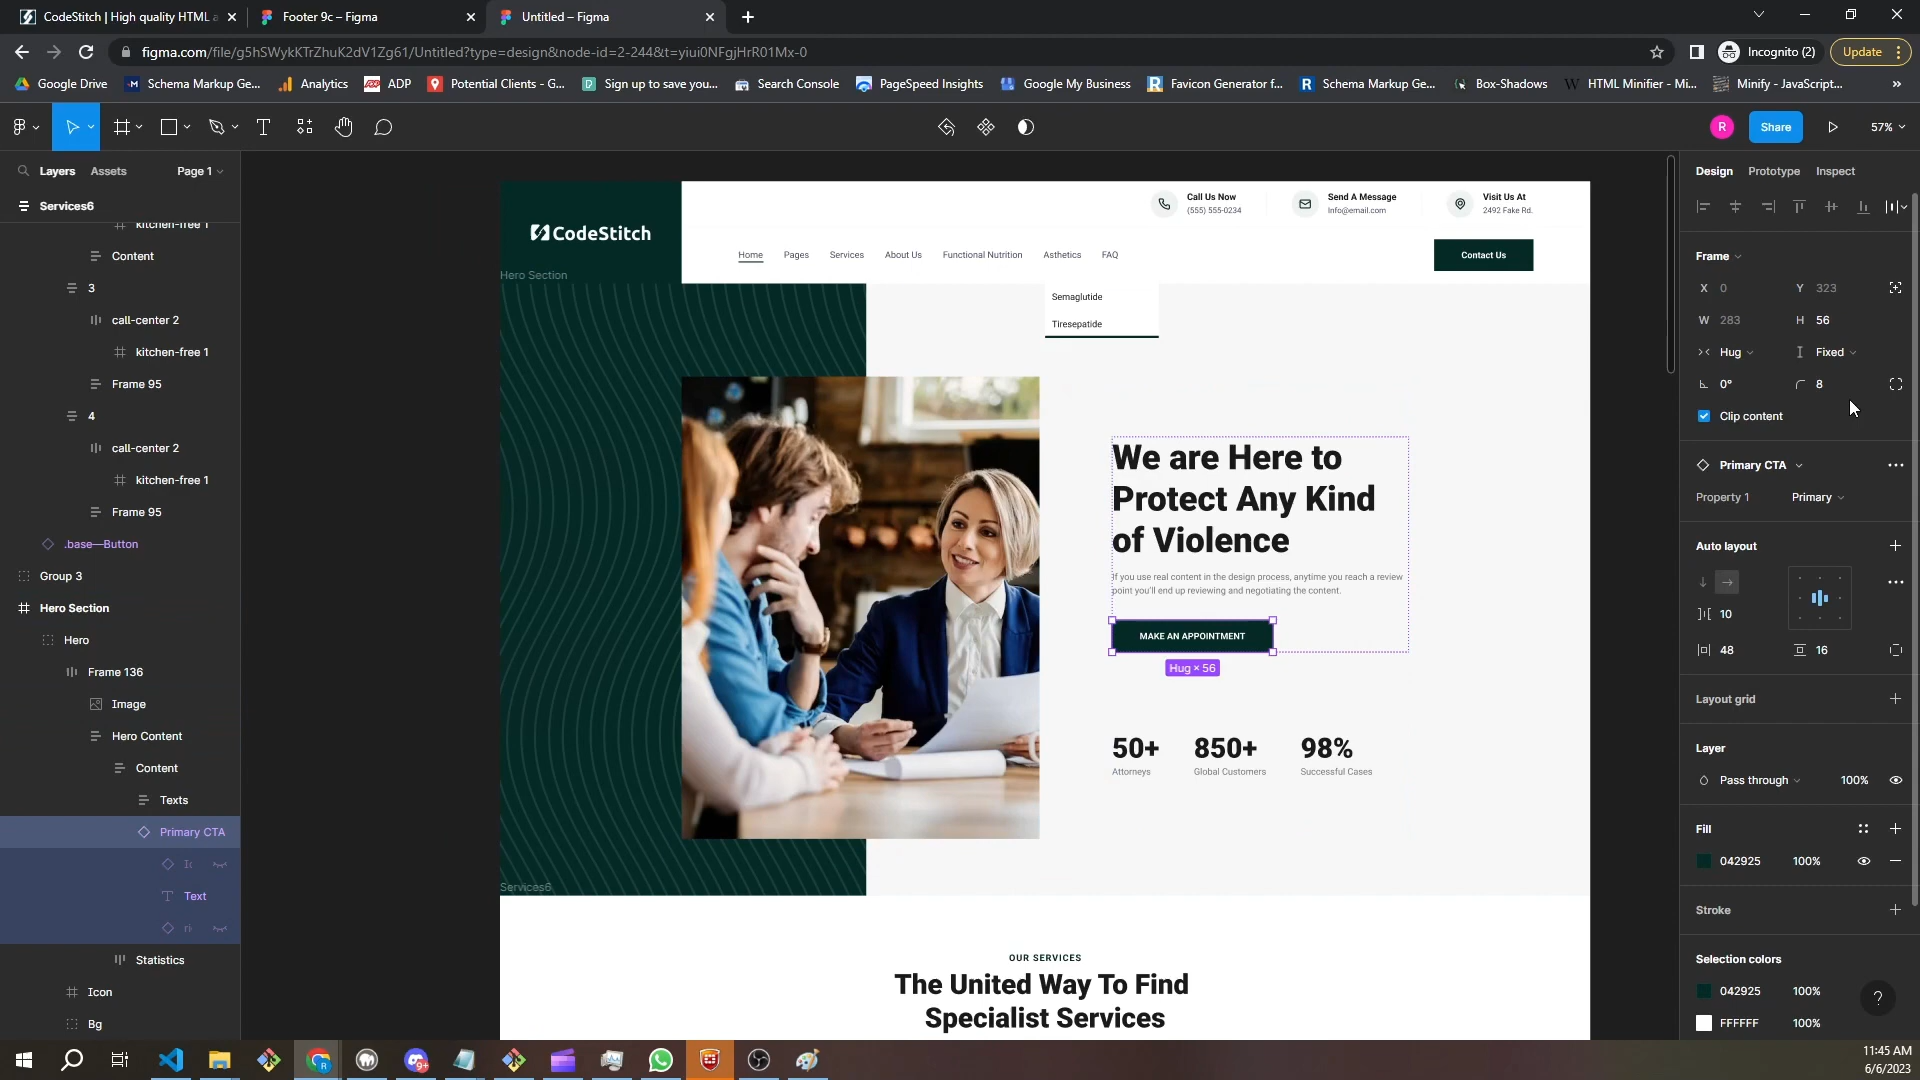 CodeStitch | High quality HTML a
Footer 9c – Figma
Untitled – Figma
figma.com/file/g5hSWykKTrZhuK2dV1Zg61/Untitled?type=design&node-id=2-244&t=yiui0NFgjHrR01Mx-0
Incognito (2)
Update
Google Drive
Schema Markup Ge...
Analytics
ADP
Potential Clients - G...
Sign up to save you...
Search Console
PageSpeed Insights
Google My Business
Favicon Generator f...
Schema Markup Ge...
Box-Shadows
HTML Minifier - Mi...
Minify - JavaScript...
R
Share
57%
Layers
Assets
Page 1
Services6
kitchen-free 1
Content
3
call-center 2
kitchen-free 1
Frame 95
4
call-center 2
kitchen-free 1
Frame 95
.base—Button
Group 3
Hero Section
Hero
Frame 136
Image
Hero Content
Content
Texts
Primary CTA
Text
Statistics
Icon
Bg
CodeStitch
Call Us Now
(555) 555-0234
Send A Message
Info@email.com
Visit Us At
2492 Fake Rd.
Home
Pages
Services
About Us
Functional Nutrition
Asthetics
FAQ
Contact Us
Hero Section
Semaglutide
Tiresepatide
We are Here to
Protect Any Kind
of Violence
If you use real content in the design process, anytime you reach a review
point you'll end up reviewing and negotiating the content.
MAKE AN APPOINTMENT
Hug × 56
50+
Attorneys
850+
Global Customers
98%
Successful Cases
Services6
OUR SERVICES
The United Way To Find
Specialist Services
Design
Prototype
Inspect
Frame
X 0
Y 323
W 283
H 56
Hug
Fixed
0°
8
Clip content
Primary CTA
Property 1
Primary
Auto layout
10
48
16
Layout grid
Layer
Pass through
100%
Fill
042925
100%
Stroke
Selection colors
042925
100%
FFFFFF
100%
?
9+
11:45 AM
6/6/2023